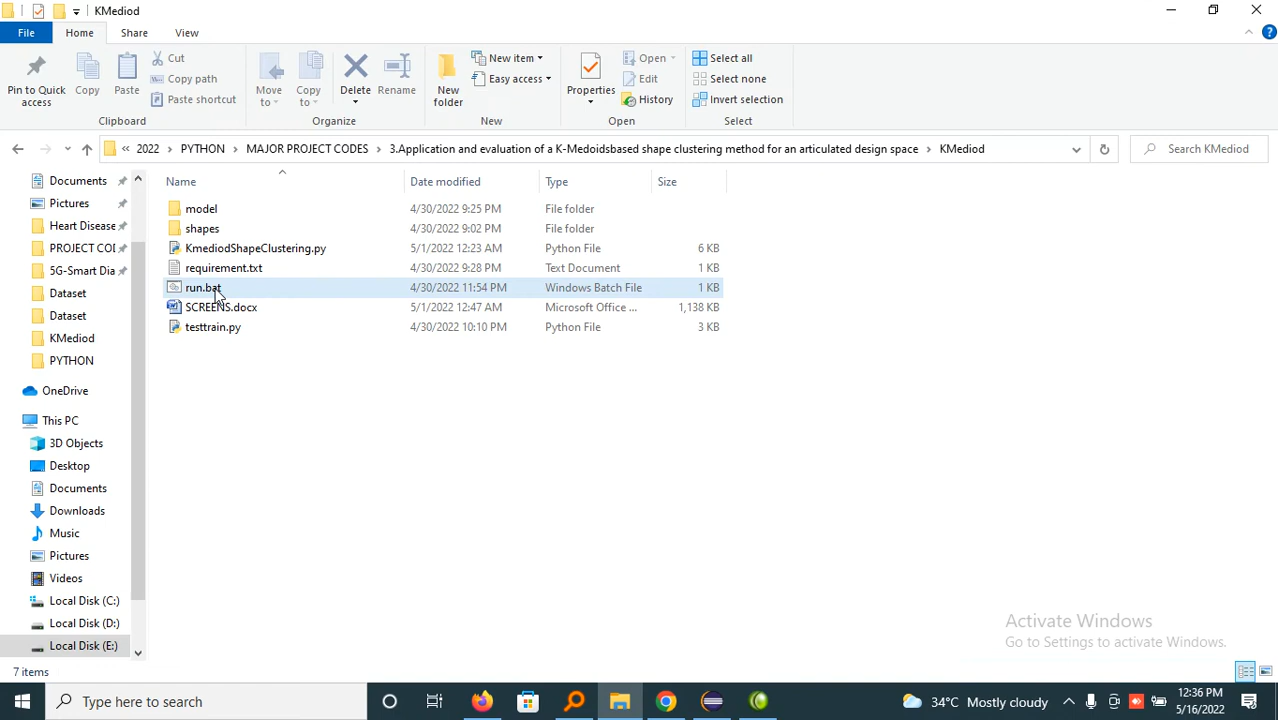 KMediod
File Home Share View
Pin to Quick access
Copy
Paste
Cut
Copy path
Paste shortcut
Clipboard
Move to
Copy to
Delete
Rename
Organize
New folder
New item
Easy access
New
Properties
Open
Edit
History
Open
Select all
Select none
Invert selection
Select
« 2022 PYTHON MAJOR PROJECT CODES 3.Application and evaluation of a K-Medoidsbased shape clustering method for an articulated design space KMediod
Search KMediod
Documents
Pictures
Heart Disease
PROJECT COI
5G-Smart Dia
Dataset
Dataset
KMediod
PYTHON
OneDrive
This PC
3D Objects
Desktop
Documents
Downloads
Music
Pictures
Videos
Local Disk (C:)
Local Disk (D:)
Local Disk (E:)
Name Date modified Type Size
model 4/30/2022 9:25 PM File folder
shapes 4/30/2022 9:02 PM File folder
KmediodShapeClustering.py 5/1/2022 12:23 AM Python File 6 KB
requirement.txt 4/30/2022 9:28 PM Text Document 1 KB
run.bat 4/30/2022 11:54 PM Windows Batch File 1 KB
SCREENS.docx 5/1/2022 12:47 AM Microsoft Office ... 1,138 KB
testtrain.py 4/30/2022 10:10 PM Python File 3 KB
Activate Windows
Go to Settings to activate Windows.
7 items
Type here to search
34°C Mostly cloudy
12:36 PM
5/16/2022